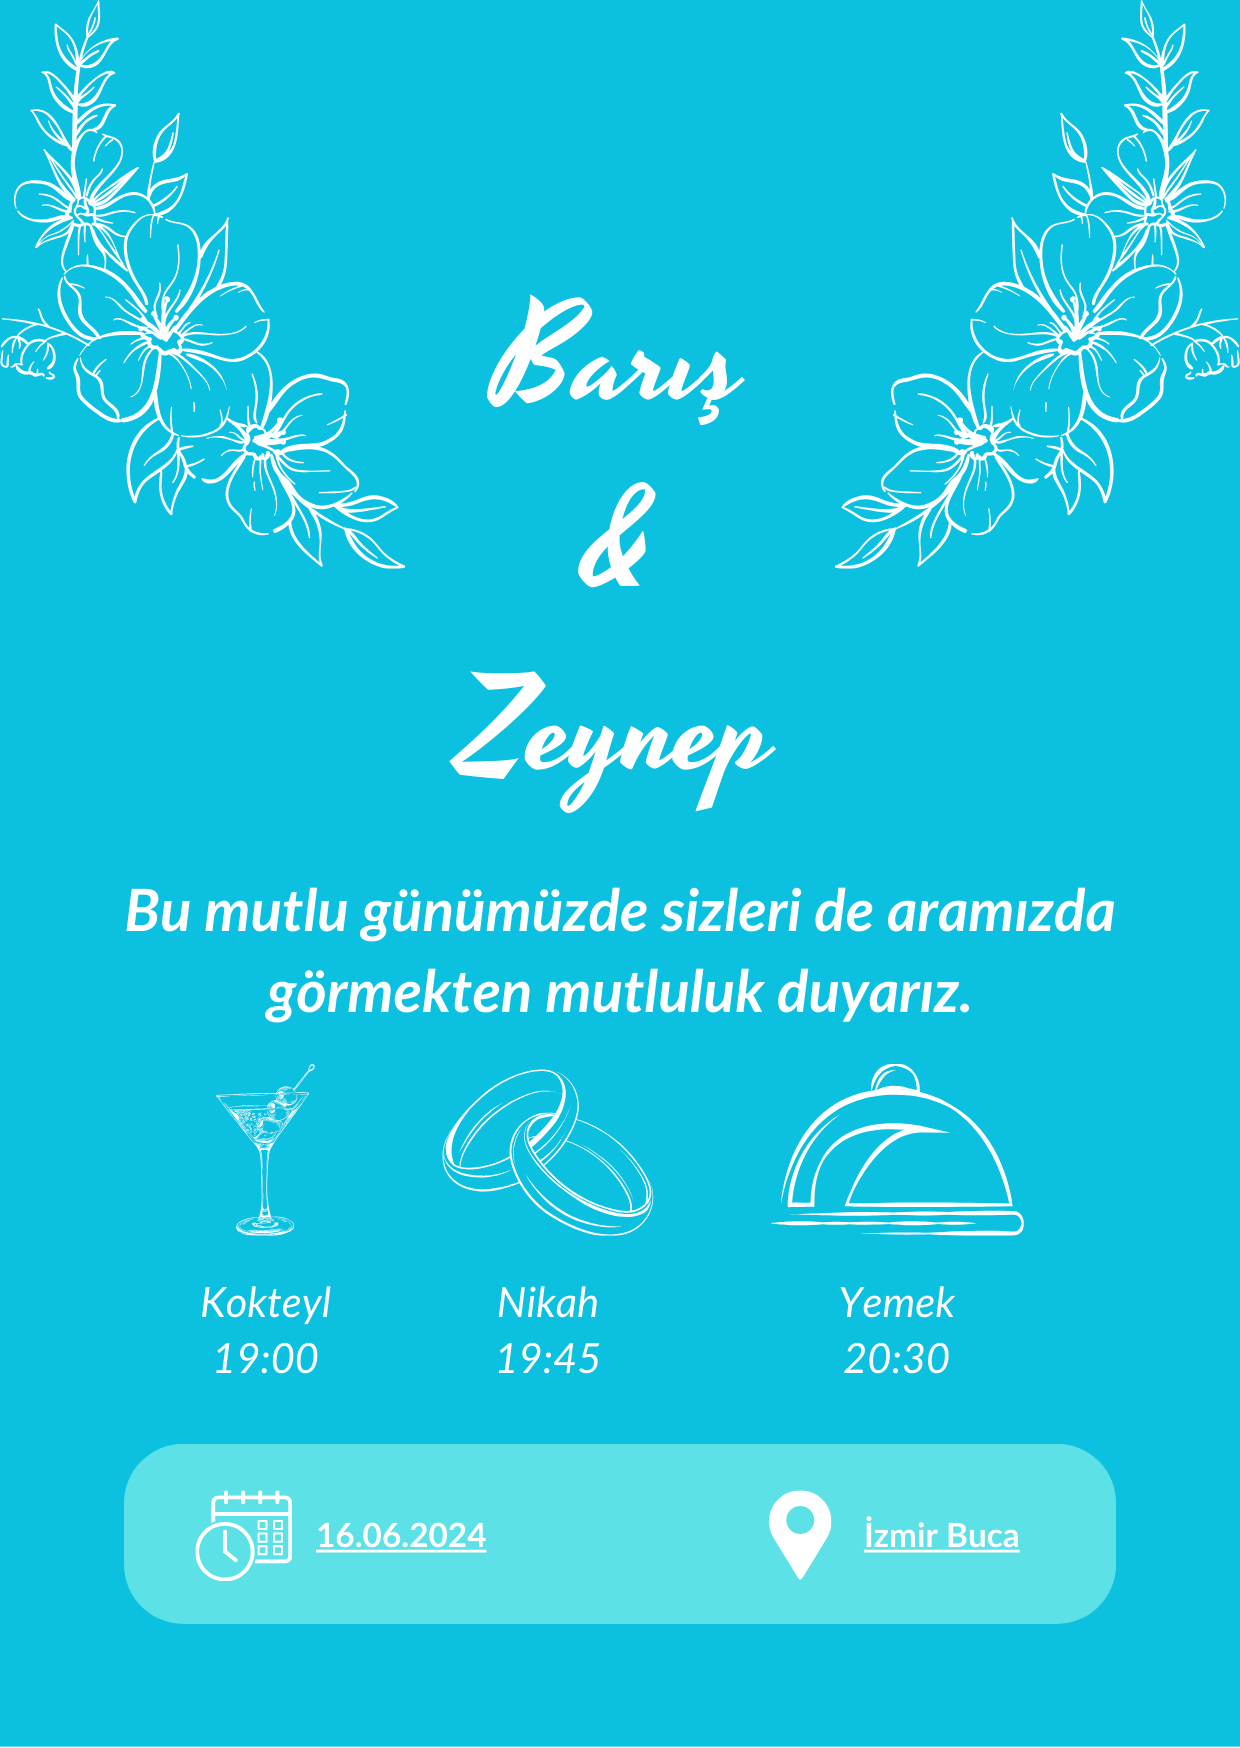 Barış
&
Zeynep
Bu mutlu günümüzde sizleri de aramızda
görmekten mutluluk duyarız.
Kokteyl
19:00
Nikah
19:45
Yemek
20:30
16.06.2024
İzmir Buca